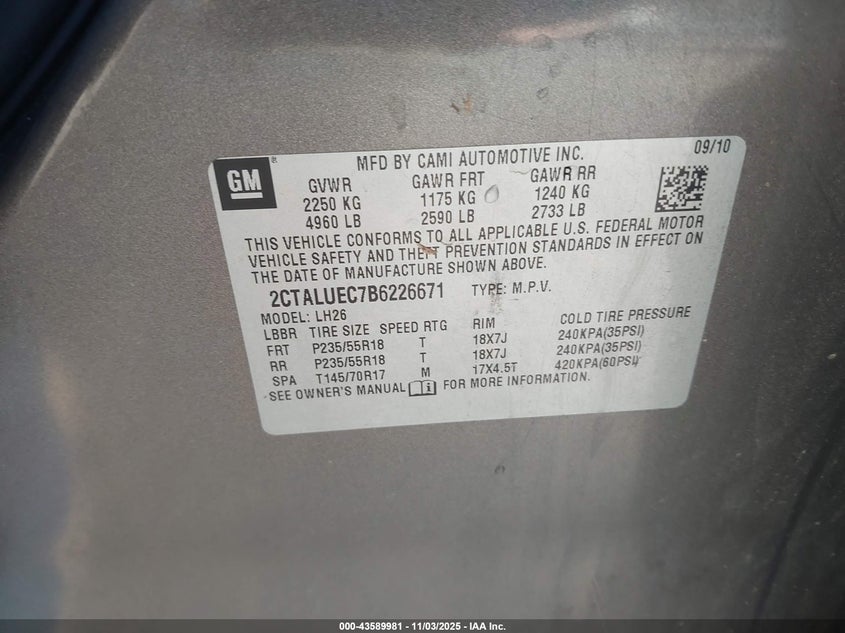 GM
®
MFD BY CAMI AUTOMOTIVE INC.
09/10
GVWR GAWR FRT GAWR RR
2250 KG 1175 KG 1240 KG
4960 LB 2590 LB 2733 LB
THIS VEHICLE CONFORMS TO ALL APPLICABLE U.S. FEDERAL MOTOR
VEHICLE SAFETY AND THEFT PREVENTION STANDARDS IN EFFECT ON
THE DATE OF MANUFACTURE SHOWN ABOVE.
2CTALUEC7B6226671 TYPE: M.P.V.
MODEL: LH26
LBBR TIRE SIZE SPEED RTG RIM COLD TIRE PRESSURE
FRT P235/55R18 T 18X7J 240KPA(35PSI)
RR P235/55R18 T 18X7J 240KPA(35PSI)
SPA T145/70R17 M 17X4.5T 420KPA(60PSI)
SEE OWNER'S MANUAL FOR MORE INFORMATION.
000-43589981 - 11/03/2025 - IAA Inc.